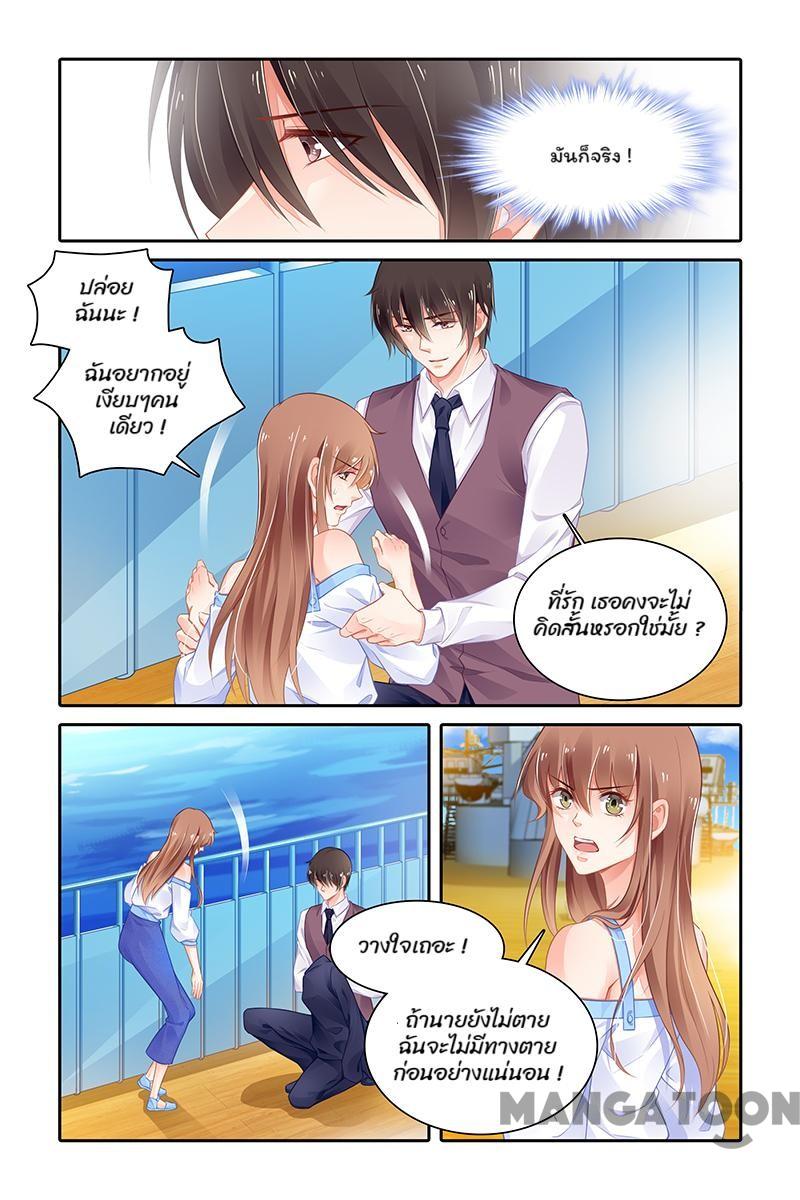 มันก็จริง !
ปล่อย
ฉันนะ !
ฉันอยากอยู่
เงียบๆคน
เดียว !
ที่รัก เธอคงจะไม่
คิดสั้นหรอกใช่มั้ย ?
วางใจเถอะ !
ถ้านายยังไม่ตาย
ฉันจะไม่มีทางตาย
ก่อนอย่างแน่นอน !
MANGATOON